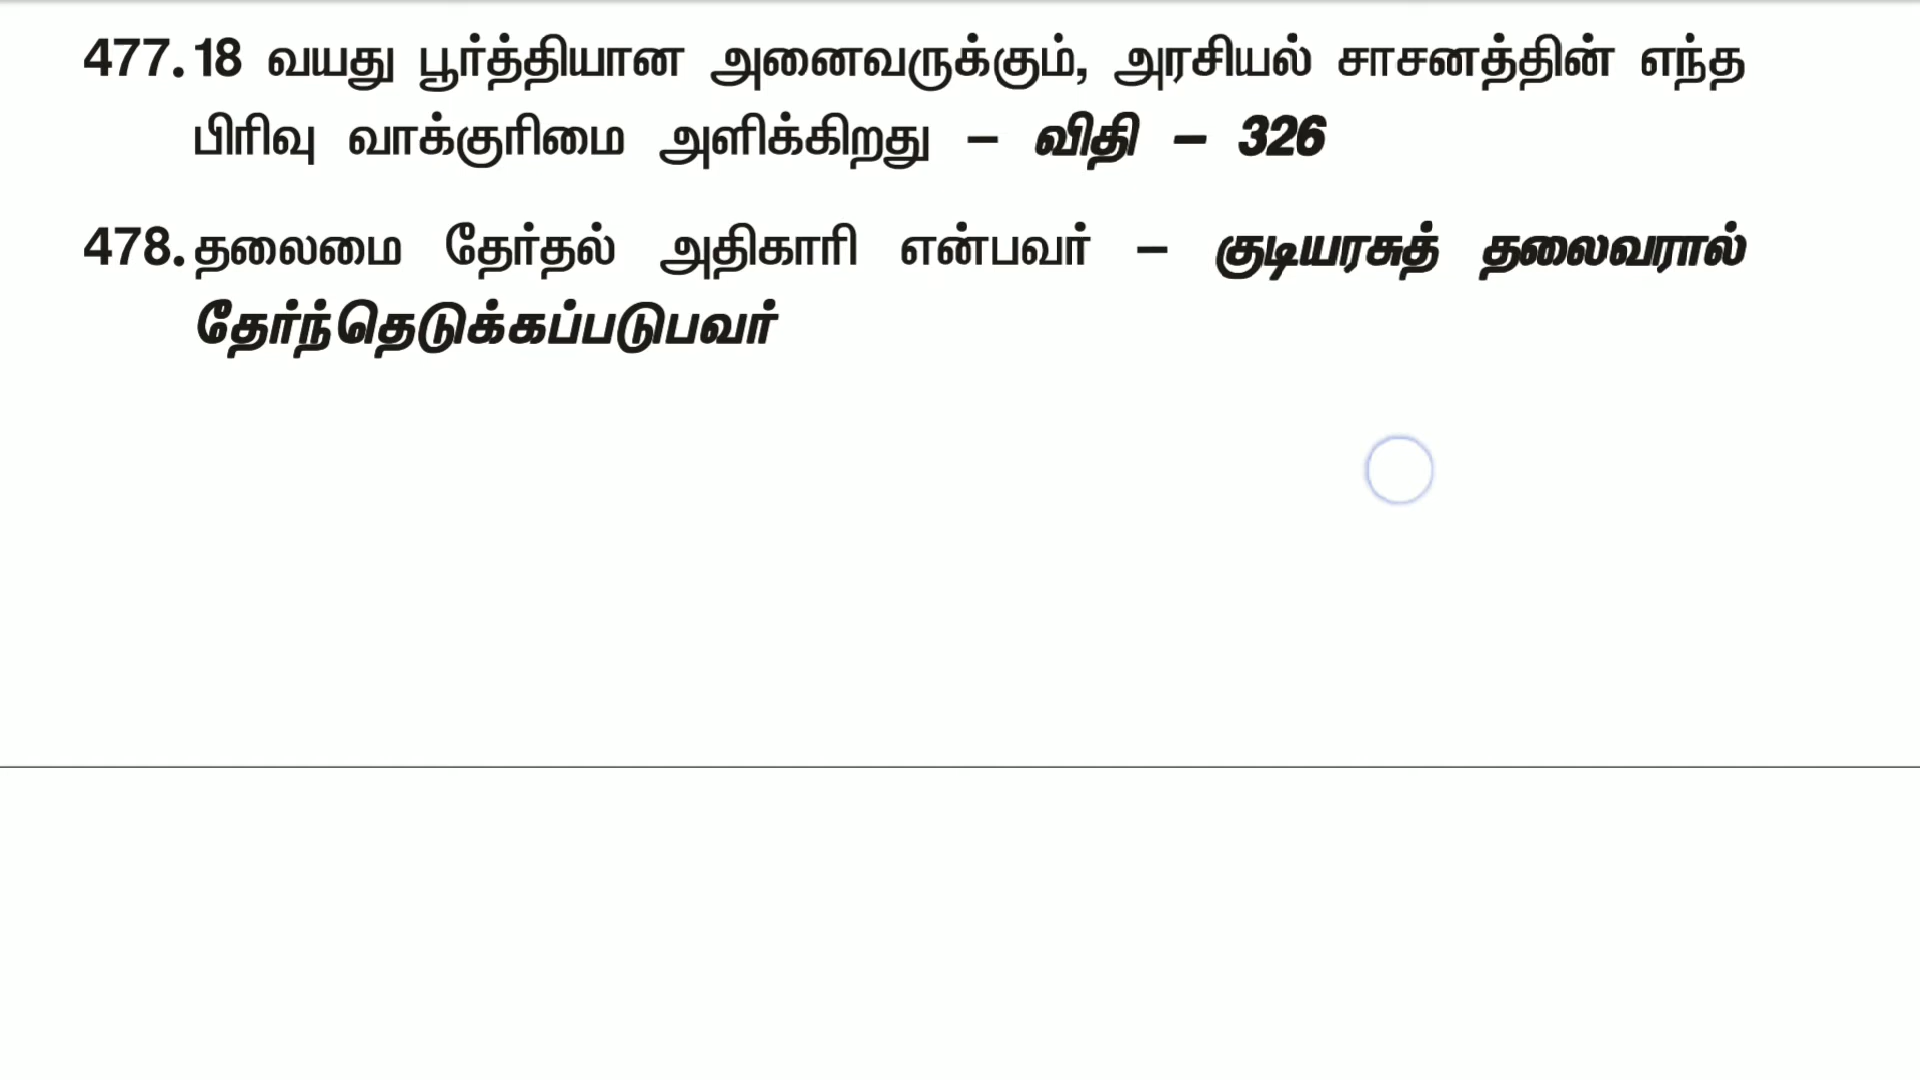 477. 18 வயது பூர்த்தியான அனைவருக்கும், அரசியல் சாசனத்தின் எந்த
பிரிவு வாக்குரிமை அளிக்கிறது – விதி – 326
478. தலைமை தேர்தல் அதிகாரி என்பவர் – குடியரசுத் தலைவரால்
தேர்ந்தெடுக்கப்படுபவர்